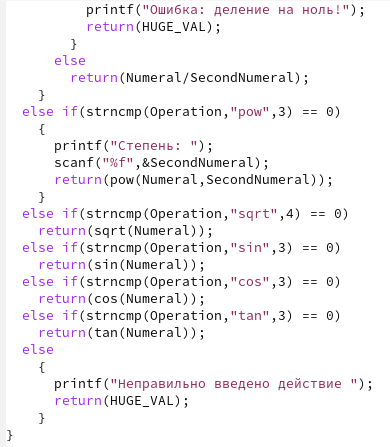 printf("Ошибка: деление на ноль!");
return(HUGE_VAL);
}
else
return(Numeral/SecondNumeral);
}
else if(strncmp(Operation,"pow",3) == 0)
{
printf("Степень: ");
scanf("%f",&SecondNumeral);
return(pow(Numeral,SecondNumeral));
}
else if(strncmp(Operation,"sqrt",4) == 0)
return(sqrt(Numeral));
else if(strncmp(Operation,"sin",3) == 0)
return(sin(Numeral));
else if(strncmp(Operation,"cos",3) == 0)
return(cos(Numeral));
else if(strncmp(Operation,"tan",3) == 0)
return(tan(Numeral));
else
{
printf("Неправильно введено действие ");
return(HUGE_VAL);
}
}